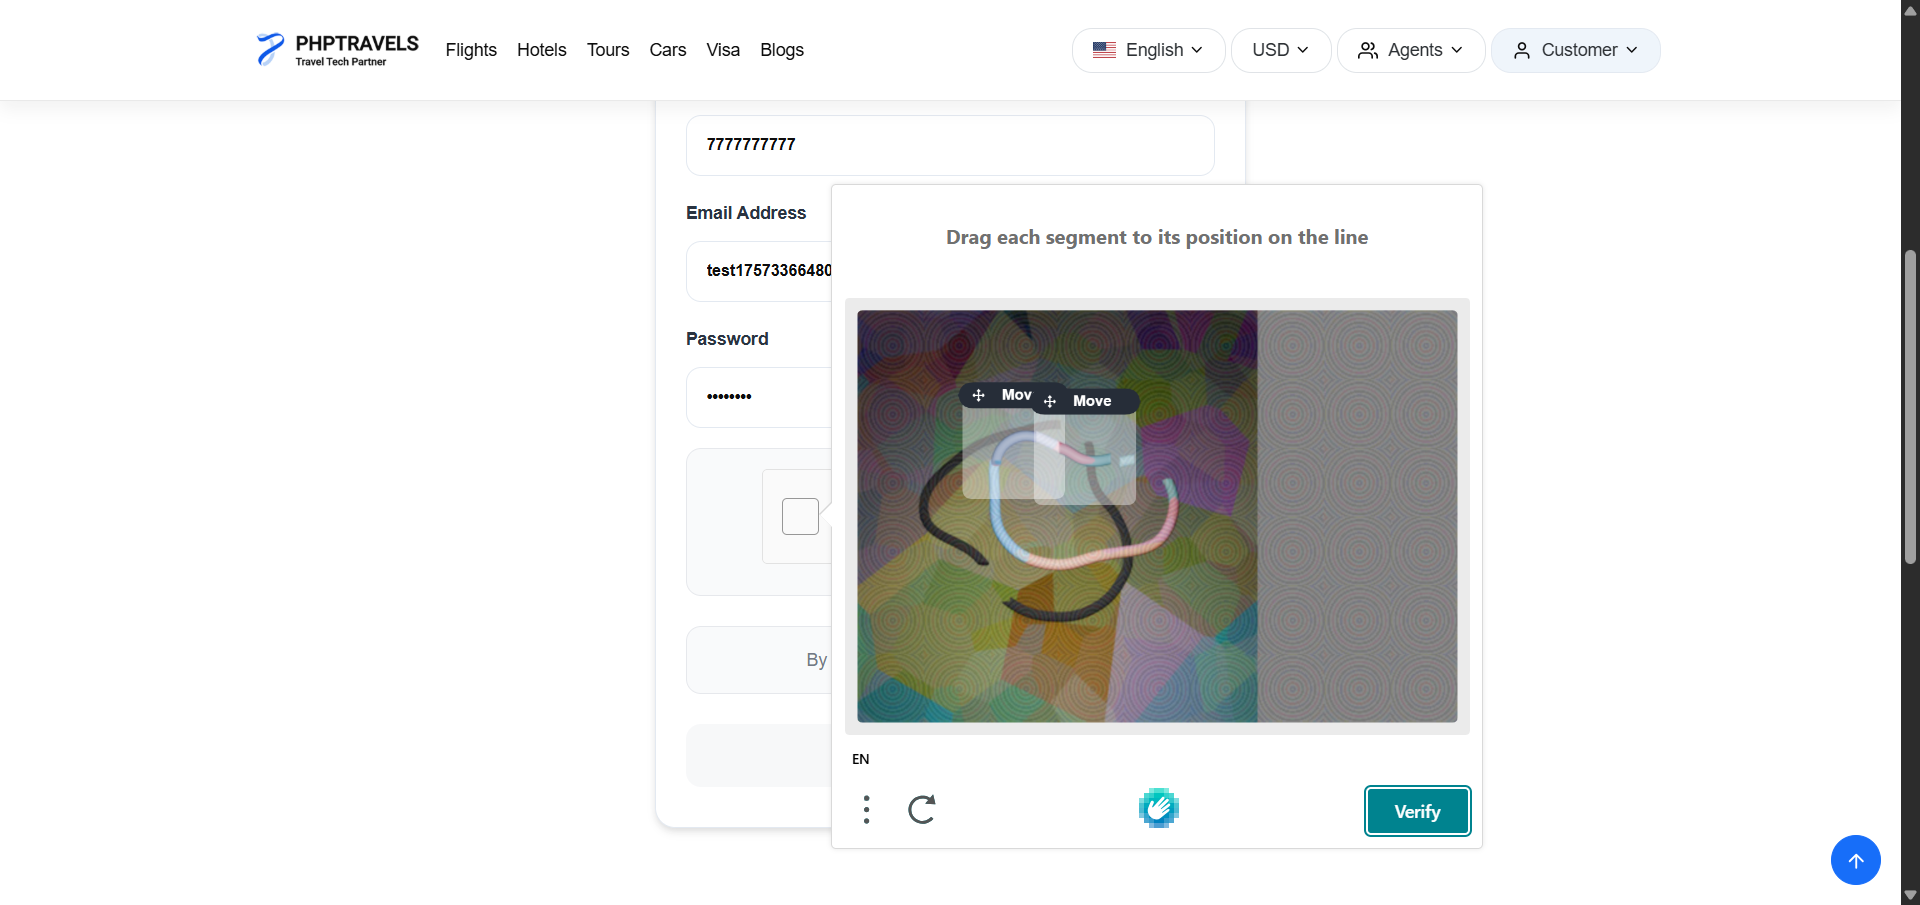 PHPTRAVELS
Travel Tech Partner
Flights Hotels Tours Cars Visa Blogs
English USD Agents Customer
7777777777
Email Address
test17573366480
Password
Drag each segment to its position on the line
Mov
Move
By
EN
Verify